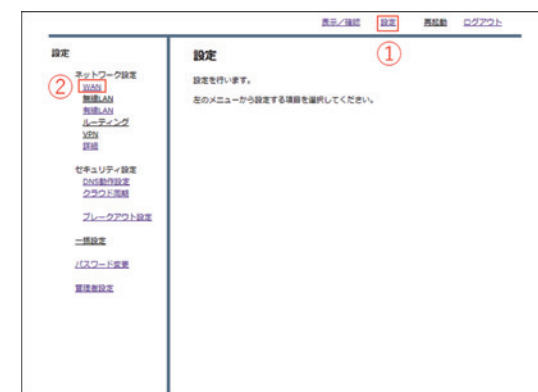 表示／確認 設定 再起動 ログアウト
①
設定
ネットワーク設定
② WAN
無線LAN
有線LAN
ルーティング
VPN
詳細
セキュリティ設定
DNS動作設定
クラウド同期
ブレークアウト設定
一括設定
パスワード変更
管理者設定
設定
設定を行います。
左のメニューから設定する項目を選択してください。